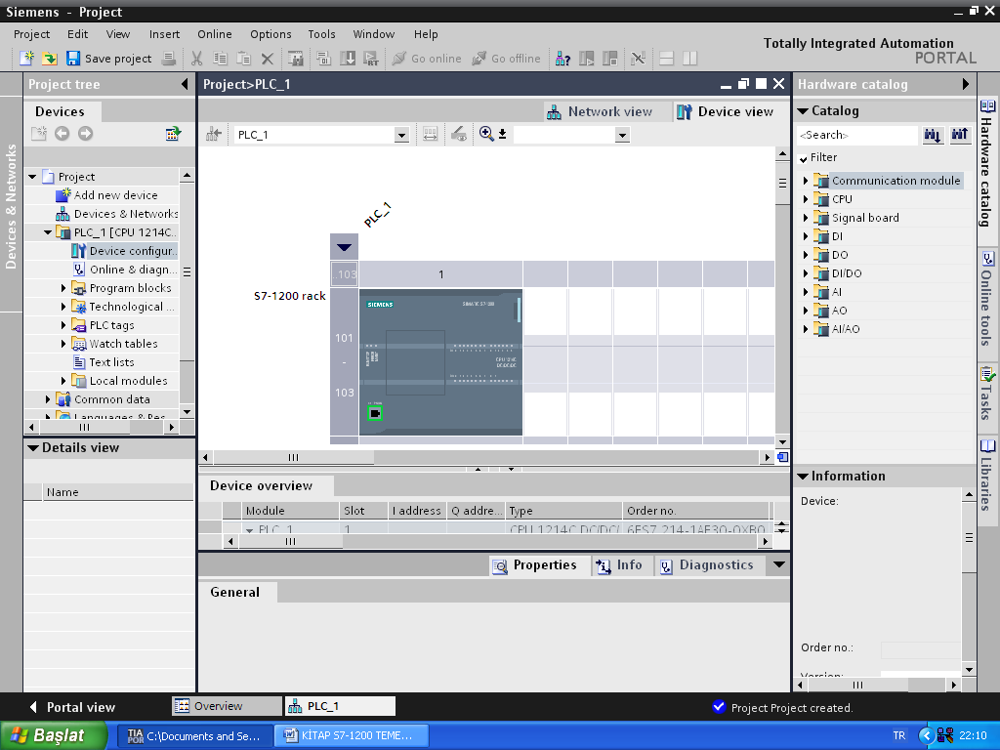 Siemens - Project
Project Edit View Insert Online Options Tools Window Help
Totally Integrated Automation
PORTAL
Save project Go online Go offline
Project tree
Project>PLC_1
Hardware catalog
Devices
Network view
Device view
Catalog
PLC_1
<Search>
Filter
Project
Add new device
Devices & Networks
PLC_1 [CPU 1214C..
Device configur..
Online & diagn...
Program blocks
Technological ...
PLC tags
Watch tables
Text lists
Local modules
Common data
Languages & Res
Devices & Networks
PLC_1
..103
1
S7-1200 rack
SIEMENS
101
-
103
Communication module
CPU
Signal board
DI
DO
DI/DO
AI
AO
AI/AO
Hardware catalog
Online tools
Tasks
Libraries
Details view
Name
Device overview
Module Slot I address Q addre... Type Order no.
PLC_1 1 CPU 1214C DC/DC/ 6ES7 214-1AE30-0XB0
Properties Info Diagnostics
General
Information
Device:
Order no.:
Version:
Portal view Overview PLC_1
Project Project created.
Başlat
TIA POR C:\Documents and Se...
KİTAP S7-1200 TEME...
TR
22:10